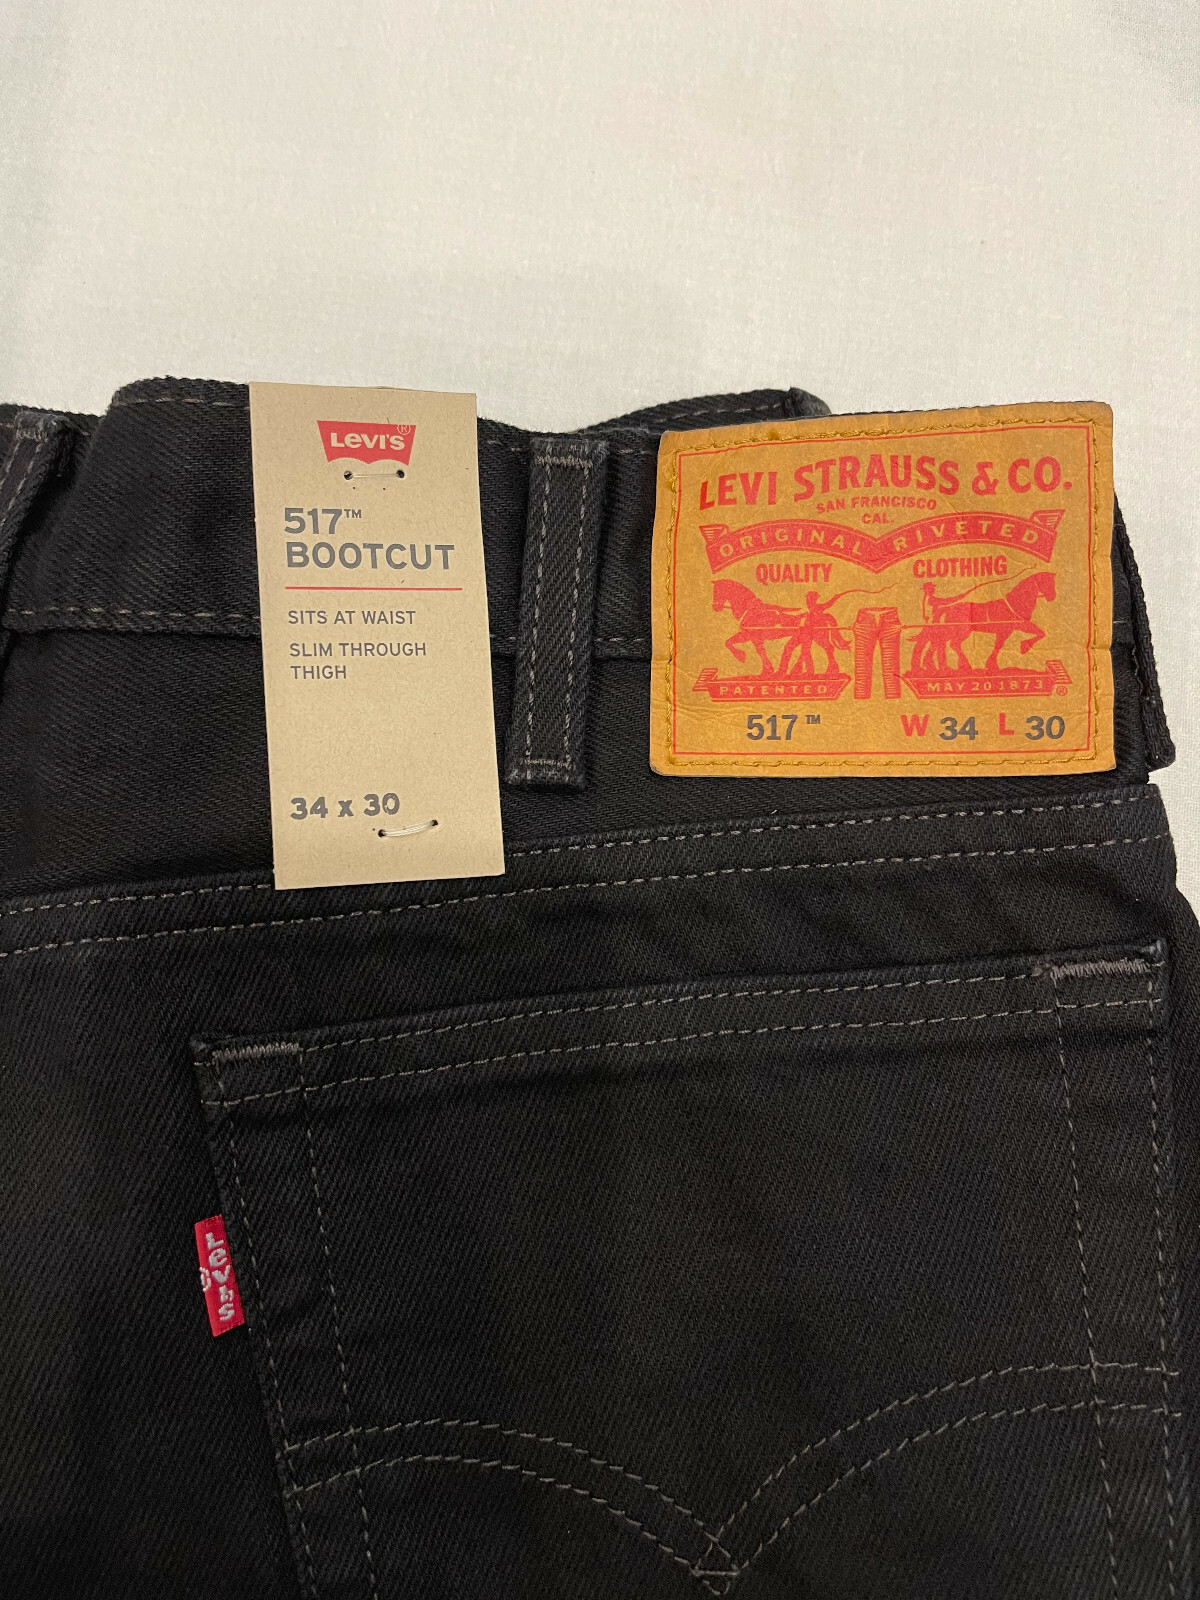 Levi's®
517™
BOOTCUT
SITS AT WAIST
SLIM THROUGH
THIGH
34 x 30
LEVI STRAUSS & CO.
SAN FRANCISCO
CAL.
ORIGINAL RIVETED
QUALITY CLOTHING
PATENTED MAY 20 1873 ®
517™ W 34 L 30
Levi's®